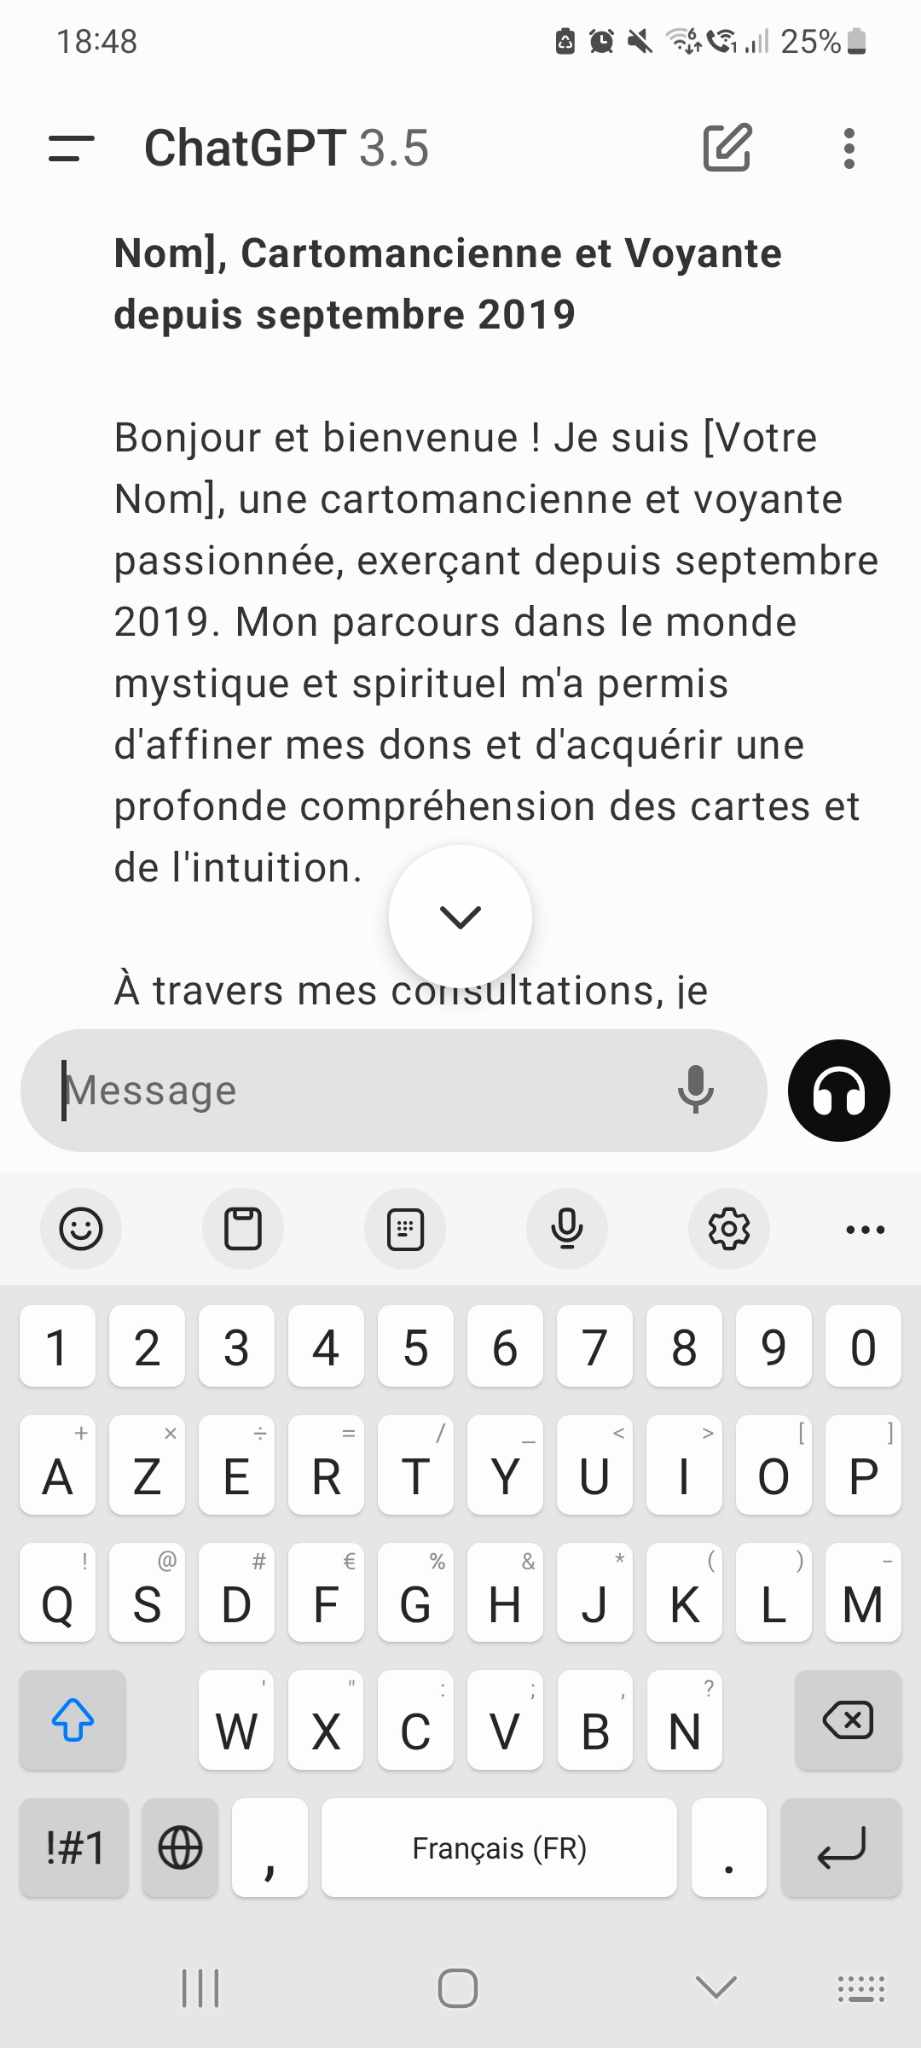 18:48
6
1
25%
ChatGPT 3.5
Nom], Cartomancienne et Voyante
depuis septembre 2019
Bonjour et bienvenue ! Je suis [Votre
Nom], une cartomancienne et voyante
passionnée, exerçant depuis septembre
2019. Mon parcours dans le monde
mystique et spirituel m'a permis
d'affiner mes dons et d'acquérir une
profonde compréhension des cartes et
de l'intuition.
À travers mes consultations, je
Message
1 2 3 4 5 6 7 8 9 0
+ × ÷ = / _ < > [ ]
A Z E R T Y U I O P
! @ # € % & * ( ) -
Q S D F G H J K L M
' " : ; , ?
W X C V B N
!#1 , Français (FR) .